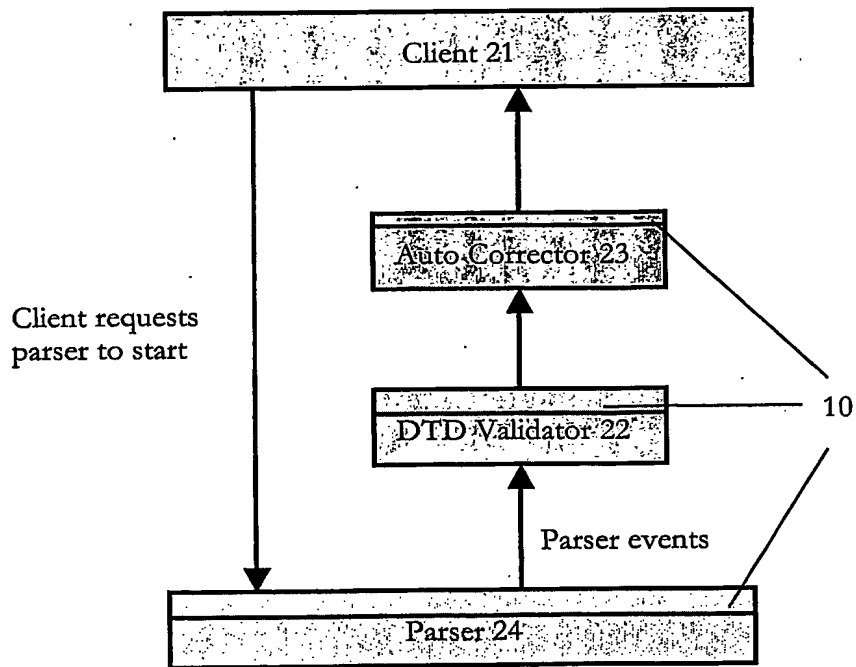 Client 21
Auto Corrector 23
Client requests
parser to start
10
DTD Validator 22
Parser events
Parser 24